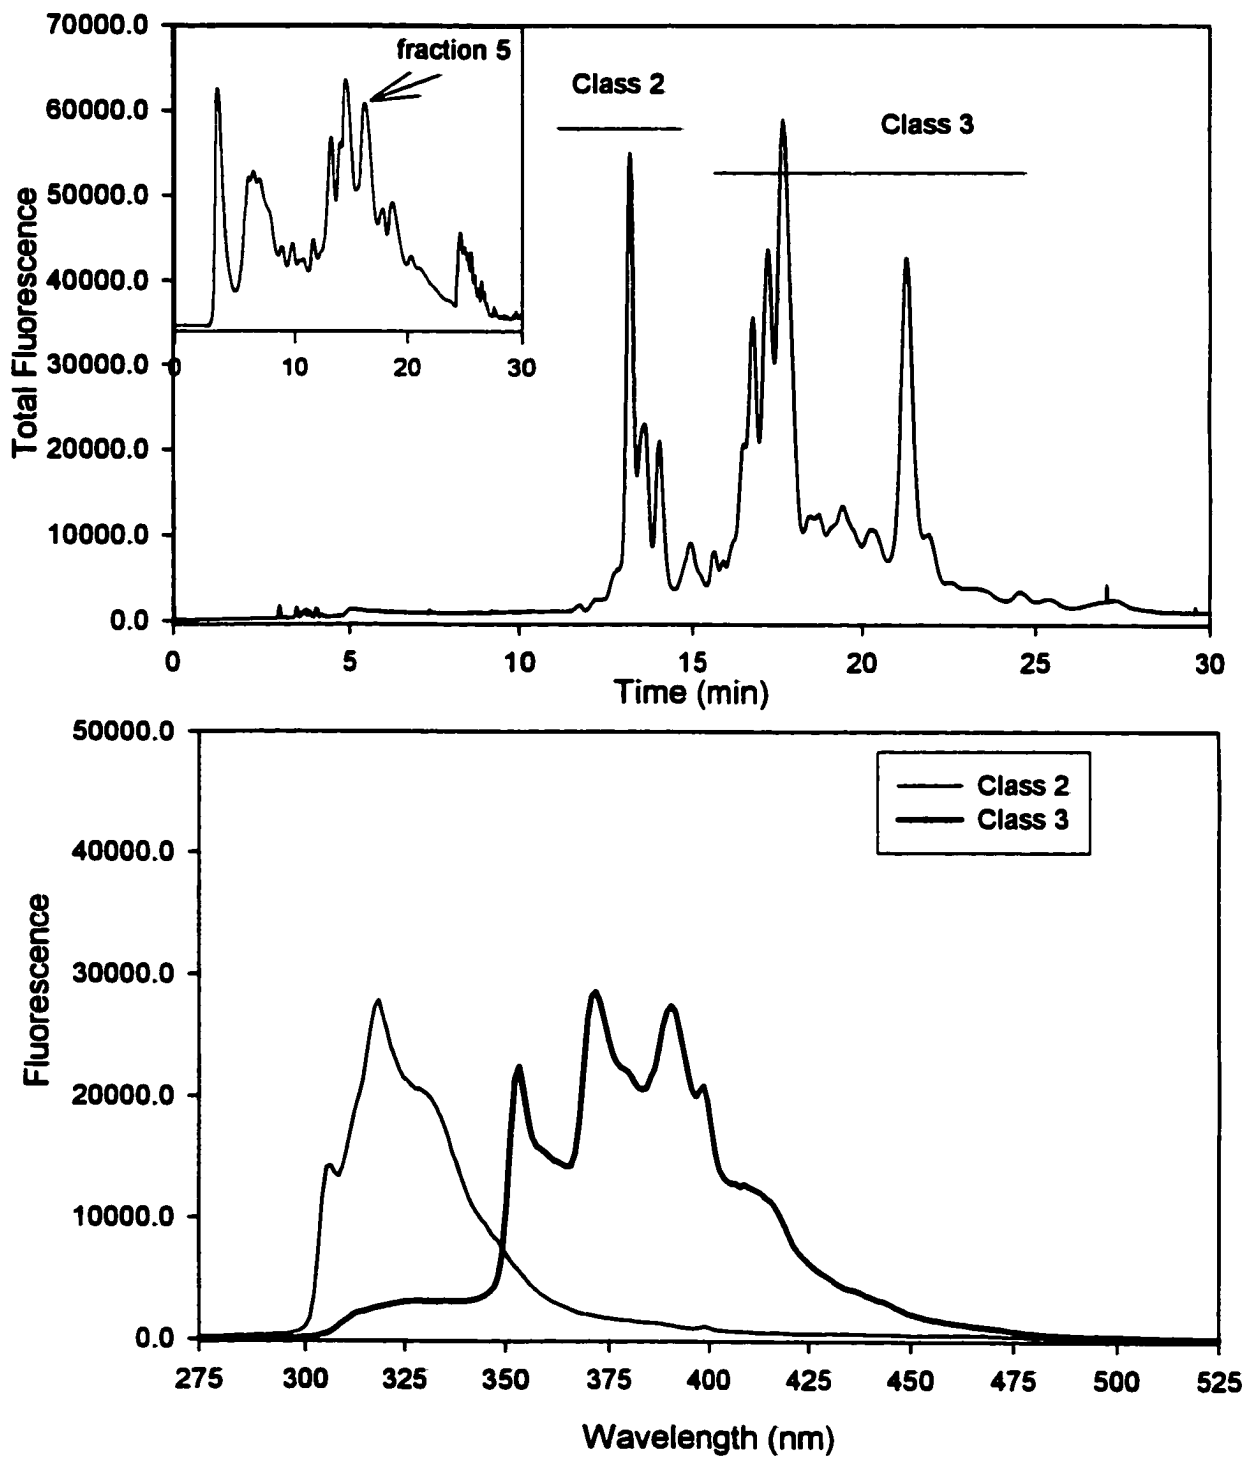 70000.0
60000.0
50000.0
40000.0
30000.0
20000.0
10000.0
0.0
Total Fluorescence
fraction 5
0 10 20 30
Class 2
Class 3
0 5 10 15 20 25 30
Time (min)
50000.0
40000.0
30000.0
20000.0
10000.0
0.0
Fluorescence
Class 2
Class 3
275 300 325 350 375 400 425 450 475 500 525
Wavelength (nm)